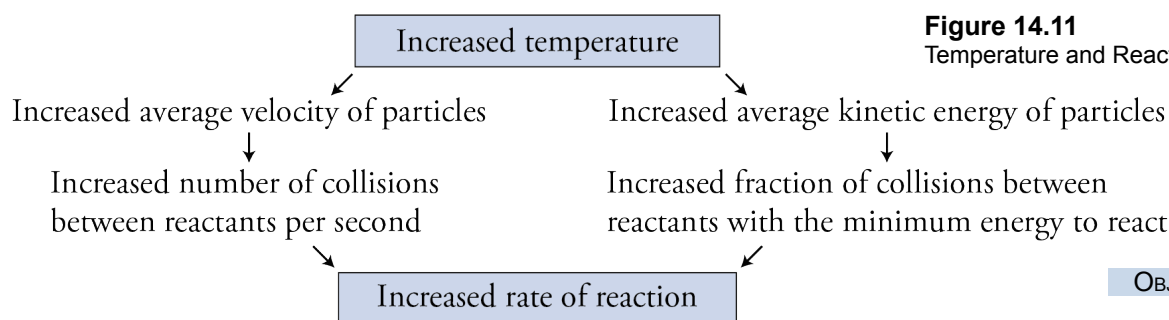 Increased temperature
Figure 14.11
Temperature and
Increased average velocity of particles
Increased average kinetic energy of particles
Increased number of collisions
between reactants per second
Increased fraction of collisions between
reactants with the minimum energy to react
Increased rate of reaction